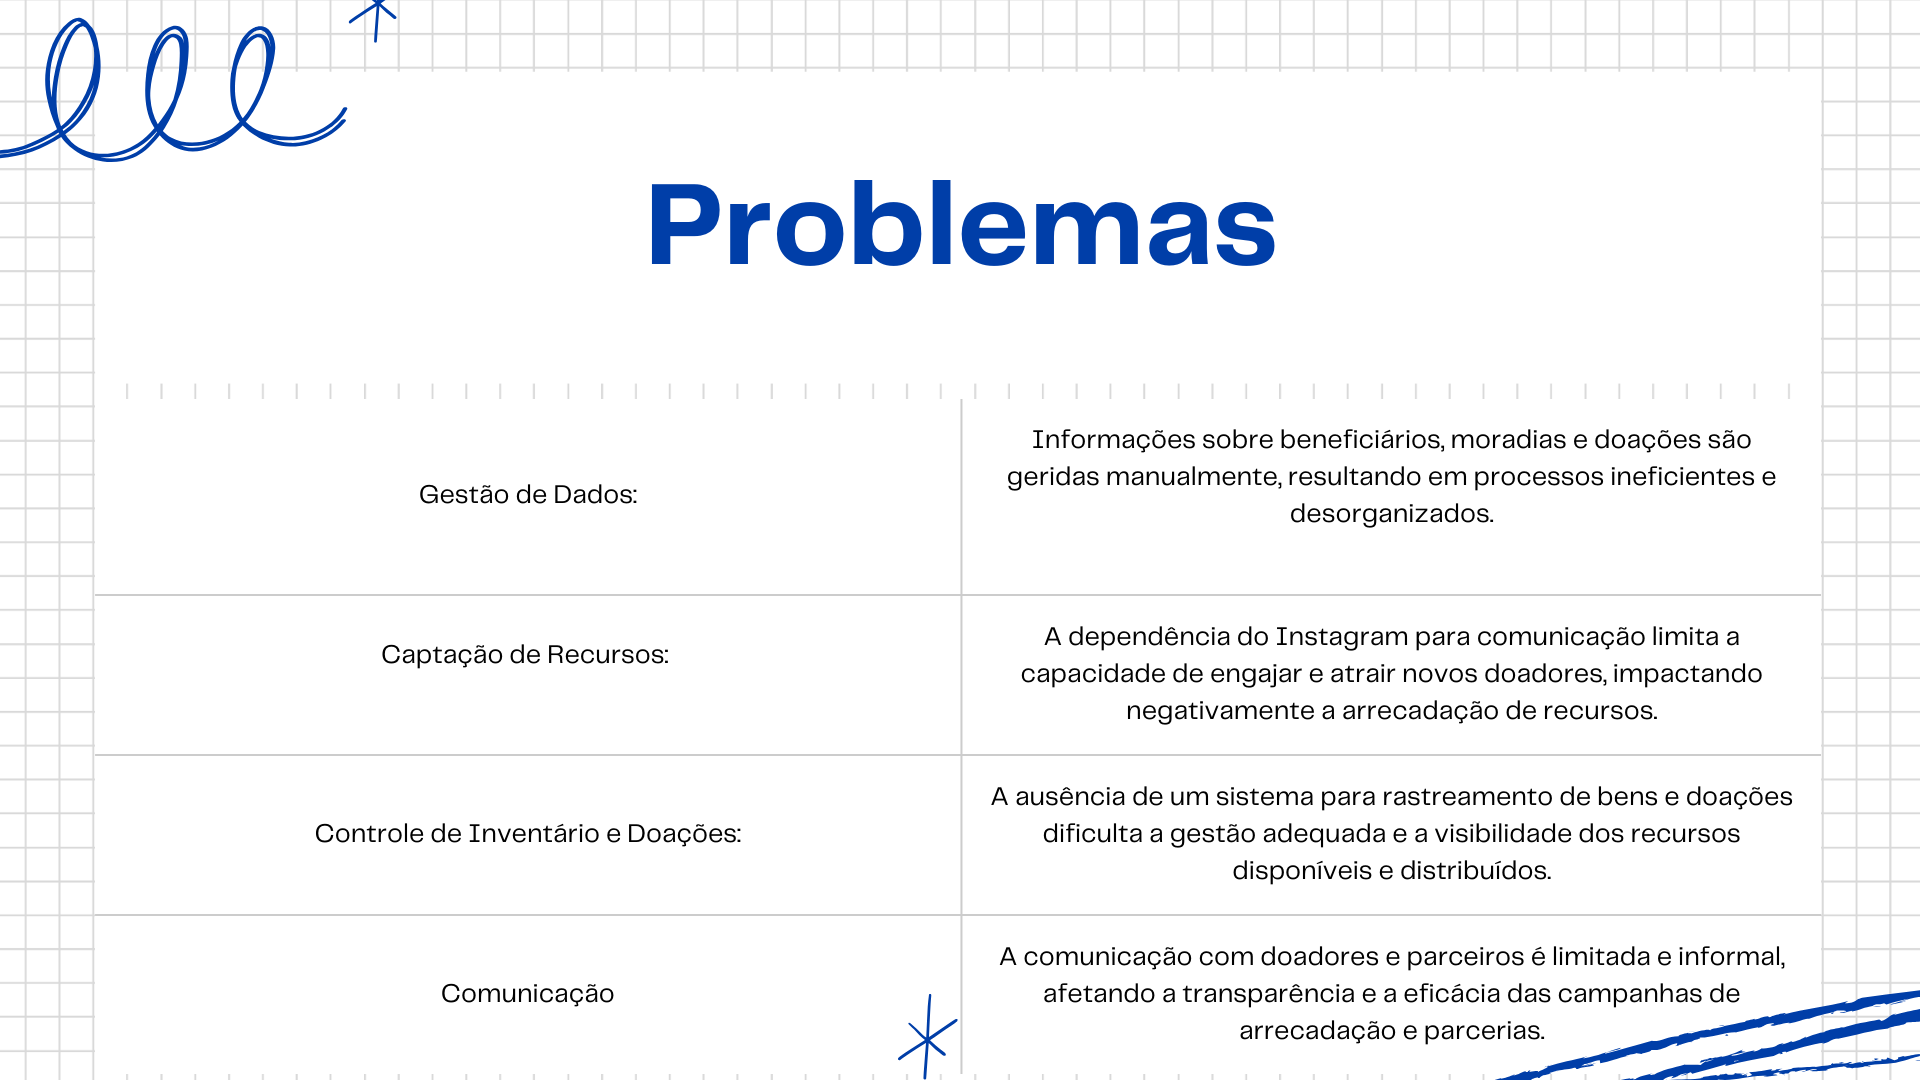 Problemas
Gestão de Dados:
Informações sobre beneficiários, moradias e doações são
geridas manualmente, resultando em processos ineficientes e
desorganizados.
Captação de Recursos:
A dependência do Instagram para comunicação limita a
capacidade de engajar e atrair novos doadores, impactando
negativamente a arrecadação de recursos.
Controle de Inventário e Doações:
A ausência de um sistema para rastreamento de bens e doações
dificulta a gestão adequada e a visibilidade dos recursos
disponíveis e distribuídos.
Comunicação
A comunicação com doadores e parceiros é limitada e informal,
afetando a transparência e a eficácia das campanhas de
arrecadação e parcerias.